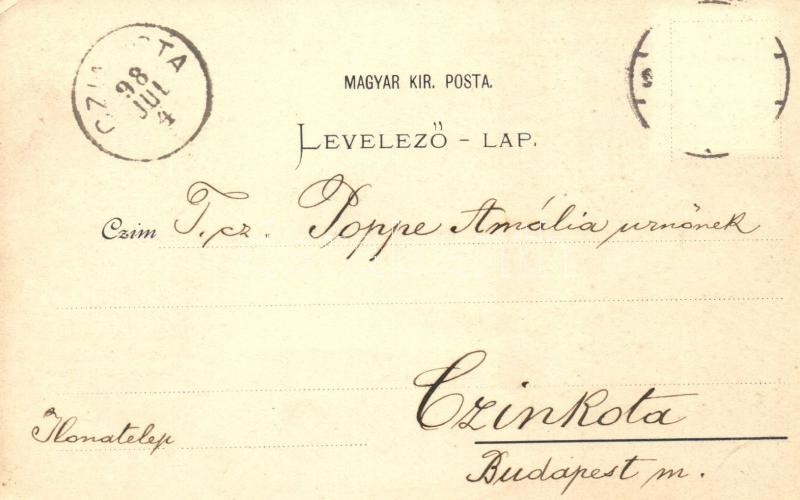 CZINKOTA
98
JUL
4
MAGYAR KIR. POSTA.
LEVELEZŐ - LAP.
Czim T. cz. Poppe Amália urnőnek
Czinkota
Ilonatelep
Budapest m.